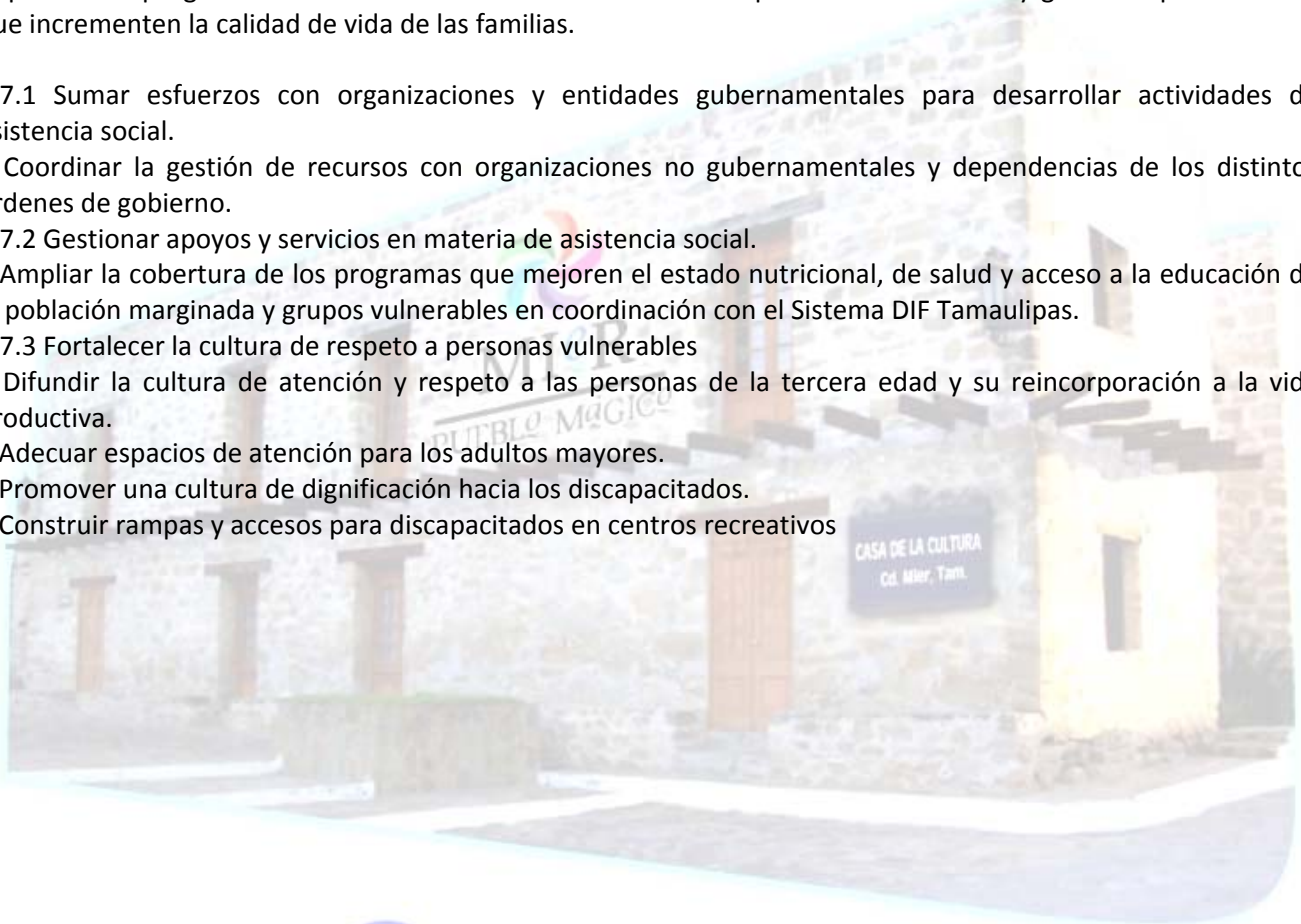 ue incrementen la calidad de vida de las familias.
7.1 Sumar esfuerzos con organizaciones y entidades gubernamentales para desarrollar actividades d
sistencia social.
Coordinar la gestión de recursos con organizaciones no gubernamentales y dependencias de los distinto
rdenes de gobierno.
7.2 Gestionar apoyos y servicios en materia de asistencia social.
Ampliar la cobertura de los programas que mejoren el estado nutricional, de salud y acceso a la educación d
población marginada y grupos vulnerables en coordinación con el Sistema DIF Tamaulipas.
7.3 Fortalecer la cultura de respeto a personas vulnerables
Difundir la cultura de atención y respeto a las personas de la tercera edad y su reincorporación a la vid
roductiva.
Adecuar espacios de atención para los adultos mayores.
Promover una cultura de dignificación hacia los discapacitados.
Construir rampas y accesos para discapacitados en centros recreativos
MIER
PUEBLO MAGICO
CASA DE LA CULTURA
Cd. Mier, Tam.